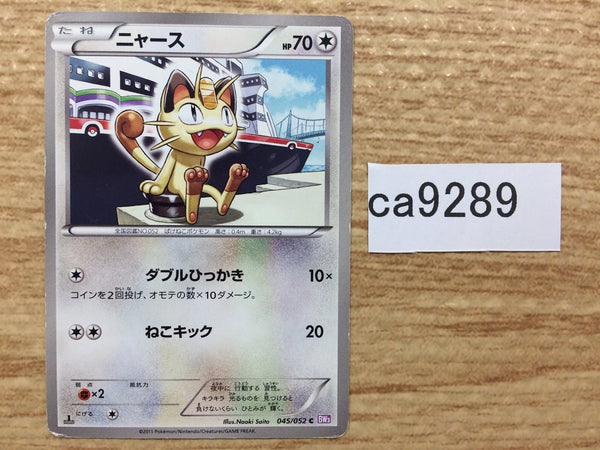 たね
ニャース
HP70
全国図鑑NO.052 ばけねこポケモン 高さ:0.4m 重さ:4.2kg
ダブルひっかき 10×
コインを2回投げ、オモテの数×10ダメージ。
ねこキック 20
弱点 抵抗力
×2
にげる
夜中に 行動する 習性。
キラキラ 光るものを 見つけると
負けないくらい ひとみが 輝く。
Illus.Naoki Saito
BW3
045/052 C
©2011 Pokémon/Nintendo/Creatures/GAME FREAK.
ca9289